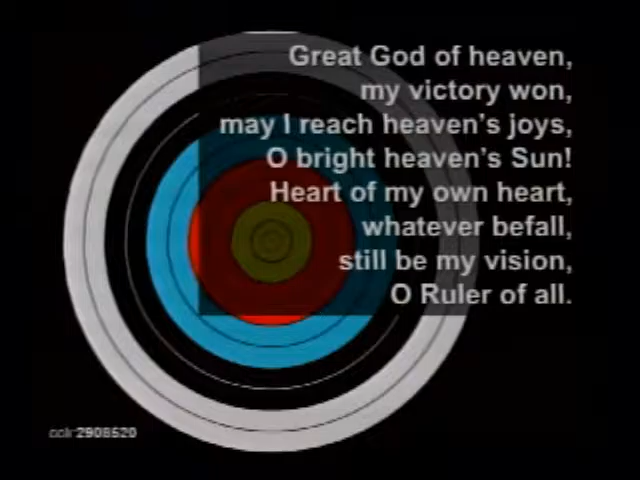 Great God of heaven,
my victory won,
may I reach heaven's joys,
O bright heaven's Sun!
Heart of my own heart,
whatever befall,
still be my vision,
O Ruler of all.
ccli 2908520